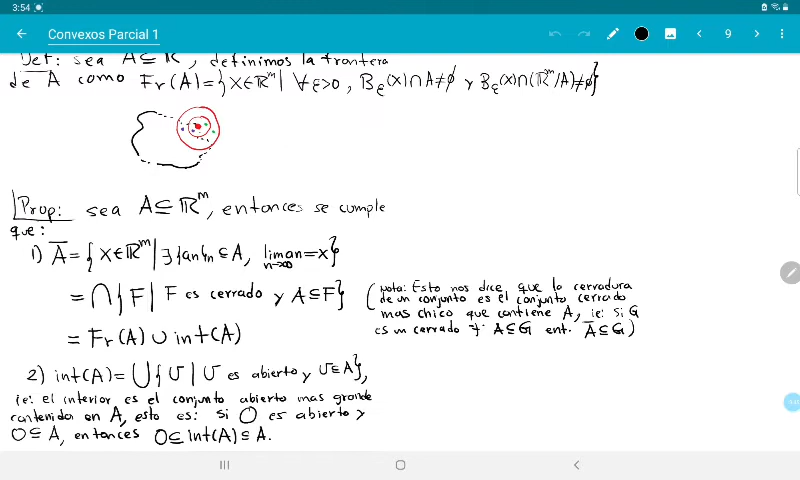 3:54
Convexos Parcial 1
9
Def: sea A⊆ℝ, definimos la frontera
de A como Fr(A)={x∈ℝᵐ| ∀ε>0, Bε(x)∩A≠∅ y Bε(x)∩(ℝᵐ/A)≠∅}
Prop: sea A⊆ℝᵐ, entonces se cumple
que:
1) A̅={x∈ℝᵐ|∃{an}n⊆A, lim an=x}
n→∞
=∩{F| F es cerrado y A⊆F}
(nota: Esto nos dice que la cerradura
de un conjunto es el conjunto cerrado
mas chico que contiene A, ie: Si G
es un cerrado t. A⊆G ent. A̅⊆G)
=Fr(A)∪int(A)
2) int(A)=∪{U|U es abierto y U⊆A},
ie: el interior es el conjunto abierto mas grande
contenido en A, esto es: Si O es abierto y
O⊆A, entonces O⊆int(A)⊆A.